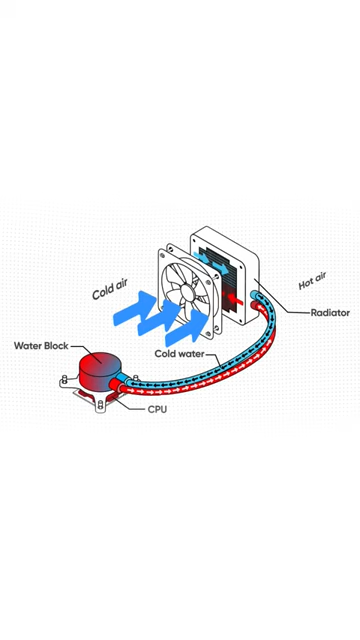 Cold air
Hot air
Radiator
Water Block
Cold water
CPU